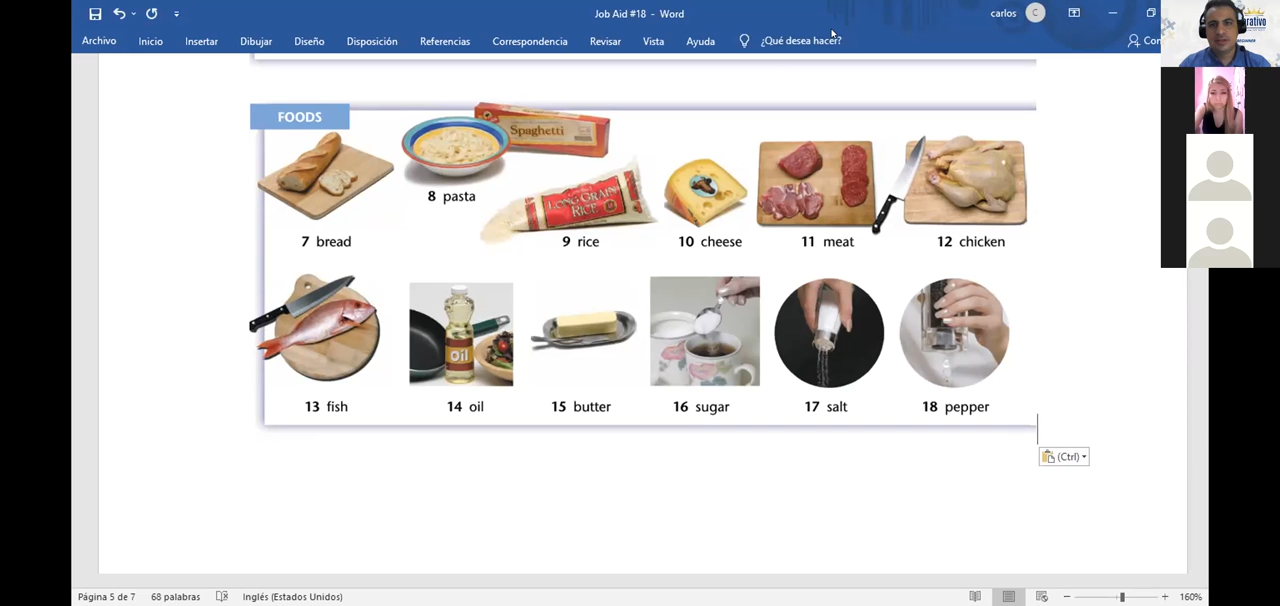 Job Aid #18 - Word
carlos
C
Archivo Inicio Insertar Dibujar Diseño Disposición Referencias Correspondencia Revisar Vista Ayuda ¿Qué desea hacer?
FOODS
Spaghetti
LONG GRAIN
RICE
Oil
8 pasta
7 bread
9 rice
10 cheese
11 meat
12 chicken
13 fish
14 oil
15 butter
16 sugar
17 salt
18 pepper
(Ctrl)
Página 5 de 7 68 palabras Inglés (Estados Unidos) 160%